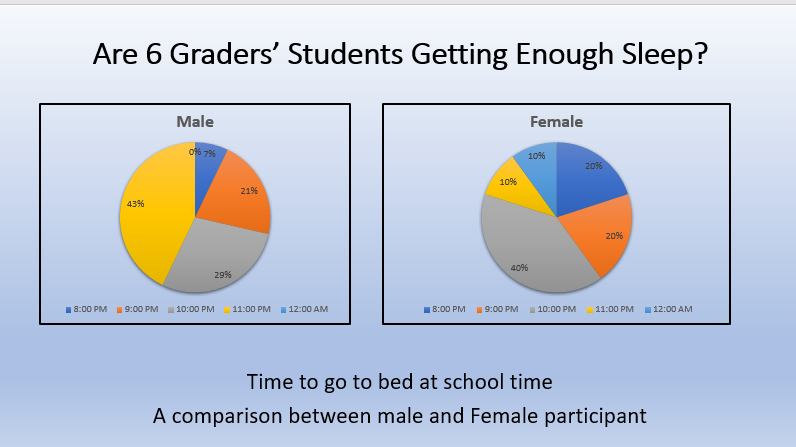 Are 6 Graders’ Students Getting Enough Sleep?
Male
0% 7%
21%
43%
29%
8:00 PM 9:00 PM 10:00 PM 11:00 PM 12:00 AM
Female
10%
20%
10%
20%
40%
8:00 PM 9:00 PM 10:00 PM 11:00 PM 12:00 AM
Time to go to bed at school time
A comparison between male and Female participant